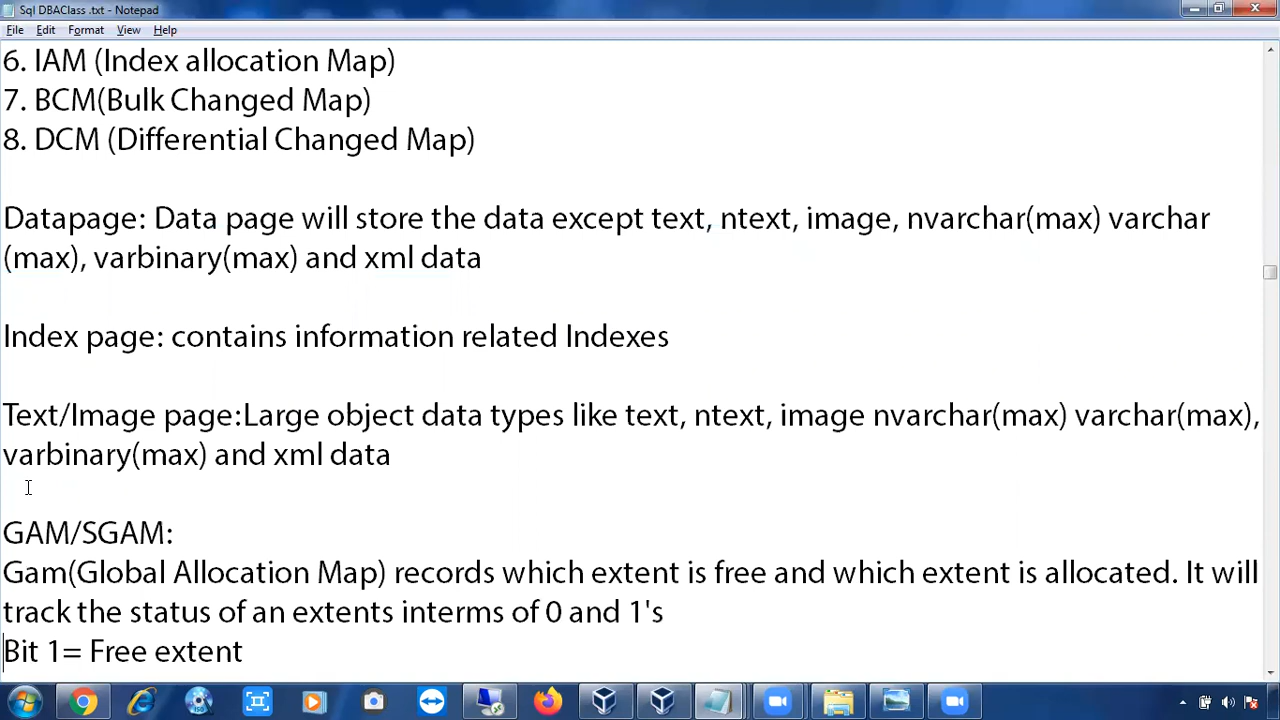 Sql DBAClass .txt - Notepad
File Edit Format View Help
6. IAM (Index allocation Map)
7. BCM(Bulk Changed Map)
8. DCM (Differential Changed Map)
Datapage: Data page will store the data except text, ntext, image, nvarchar(max) varchar
(max), varbinary(max) and xml data
Index page: contains information related Indexes
Text/Image page:Large object data types like text, ntext, image nvarchar(max) varchar(max),
varbinary(max) and xml data
GAM/SGAM:
Gam(Global Allocation Map) records which extent is free and which extent is allocated. It will
track the status of an extents interms of 0 and 1's
Bit 1= Free extent